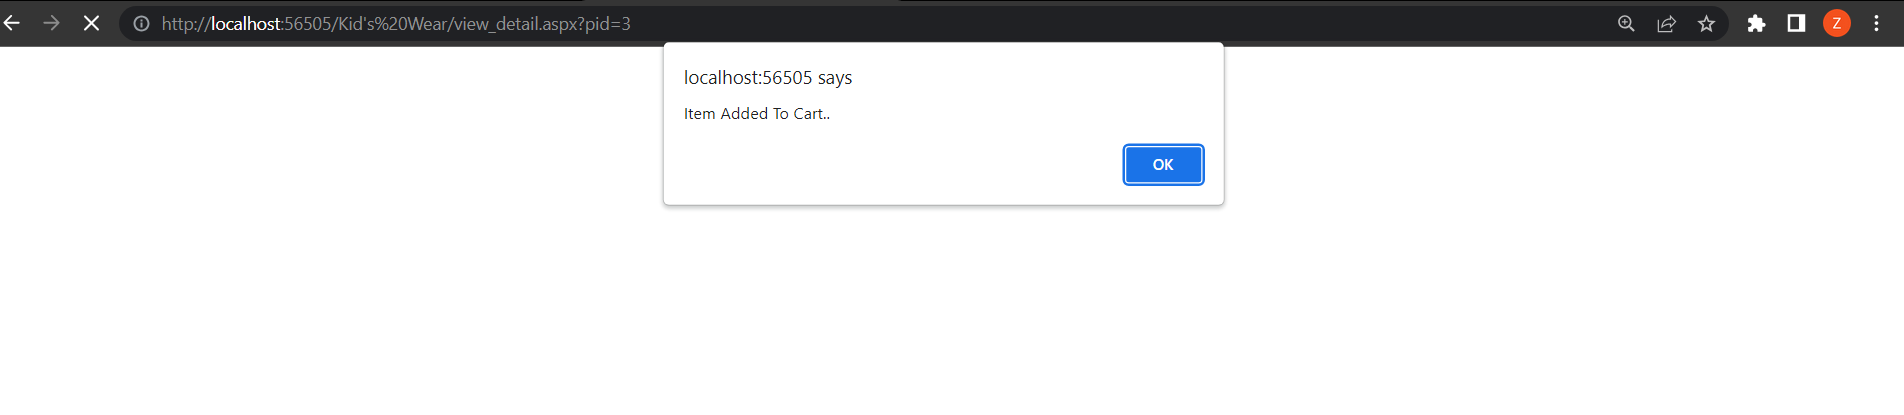 http://localhost:56505/Kid's%20Wear/view_detail.aspx?pid=3
Z
localhost:56505 says
Item Added To Cart..
OK